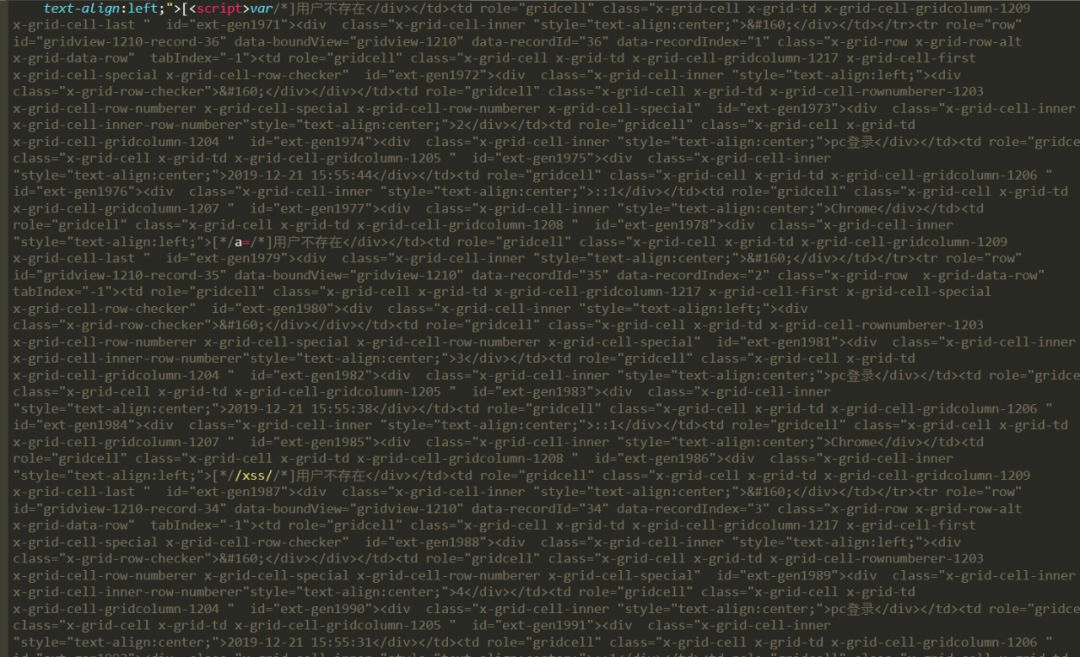 text-align:left;">[<script>var/*]用户不存在</div></td><td role="gridcell" class="x-grid-cell x-grid-td x-grid-cell-gridcolumn-1209
x-grid-cell-last "  id="ext-gen1971"><div  class="x-grid-cell-inner "style="text-align:center;">&#160;</div></td></tr><tr role="row"
id="gridview-1210-record-36" data-boundView="gridview-1210" data-recordId="36" data-recordIndex="1" class="x-grid-row x-grid-row-alt
x-grid-data-row"  tabIndex="-1"><td role="gridcell" class="x-grid-cell x-grid-td x-grid-cell-gridcolumn-1217 x-grid-cell-first
x-grid-cell-special x-grid-cell-row-checker"  id="ext-gen1972"><div  class="x-grid-cell-inner "style="text-align:left;"><div
class="x-grid-row-checker">&#160;</div></div></td><td role="gridcell" class="x-grid-cell x-grid-td x-grid-cell-rownumberer-1203
x-grid-cell-row-numberer x-grid-cell-special x-grid-cell-row-numberer x-grid-cell-special"  id="ext-gen1973"><div  class="x-grid-cell-inner
x-grid-cell-inner-row-numberer"style="text-align:center;">2</div></td><td role="gridcell" class="x-grid-cell x-grid-td
x-grid-cell-gridcolumn-1204 "  id="ext-gen1974"><div  class="x-grid-cell-inner "style="text-align:center;">pc登录</div></td><td role="gridce
class="x-grid-cell x-grid-td x-grid-cell-gridcolumn-1205 "  id="ext-gen1975"><div  class="x-grid-cell-inner
"style="text-align:center;">2019-12-21 15:55:44</div></td><td role="gridcell" class="x-grid-cell x-grid-td x-grid-cell-gridcolumn-1206 "
id="ext-gen1976"><div  class="x-grid-cell-inner "style="text-align:center;">::1</div></td><td role="gridcell" class="x-grid-cell x-grid-td
x-grid-cell-gridcolumn-1207 "  id="ext-gen1977"><div  class="x-grid-cell-inner "style="text-align:center;">Chrome</div></td><td
role="gridcell" class="x-grid-cell x-grid-td x-grid-cell-gridcolumn-1208 "  id="ext-gen1978"><div  class="x-grid-cell-inner
"style="text-align:left;">[*/a=/*]用户不存在</div></td><td role="gridcell" class="x-grid-cell x-grid-td x-grid-cell-gridcolumn-1209
x-grid-cell-last "  id="ext-gen1979"><div  class="x-grid-cell-inner "style="text-align:center;">&#160;</div></td></tr><tr role="row"
id="gridview-1210-record-35" data-boundView="gridview-1210" data-recordId="35" data-recordIndex="2" class="x-grid-row  x-grid-data-row"
tabIndex="-1"><td role="gridcell" class="x-grid-cell x-grid-td x-grid-cell-gridcolumn-1217 x-grid-cell-first x-grid-cell-special
x-grid-cell-row-checker"  id="ext-gen1980"><div  class="x-grid-cell-inner "style="text-align:left;"><div
class="x-grid-row-checker">&#160;</div></div></td><td role="gridcell" class="x-grid-cell x-grid-td x-grid-cell-rownumberer-1203
x-grid-cell-row-numberer x-grid-cell-special x-grid-cell-row-numberer x-grid-cell-special"  id="ext-gen1981"><div  class="x-grid-cell-inner
x-grid-cell-inner-row-numberer"style="text-align:center;">3</div></td><td role="gridcell" class="x-grid-cell x-grid-td
x-grid-cell-gridcolumn-1204 "  id="ext-gen1982"><div  class="x-grid-cell-inner "style="text-align:center;">pc登录</div></td><td role="gridce
class="x-grid-cell x-grid-td x-grid-cell-gridcolumn-1205 "  id="ext-gen1983"><div  class="x-grid-cell-inner
"style="text-align:center;">2019-12-21 15:55:38</div></td><td role="gridcell" class="x-grid-cell x-grid-td x-grid-cell-gridcolumn-1206 "
id="ext-gen1984"><div  class="x-grid-cell-inner "style="text-align:center;">::1</div></td><td role="gridcell" class="x-grid-cell x-grid-td
x-grid-cell-gridcolumn-1207 "  id="ext-gen1985"><div  class="x-grid-cell-inner "style="text-align:center;">Chrome</div></td><td
role="gridcell" class="x-grid-cell x-grid-td x-grid-cell-gridcolumn-1208 "  id="ext-gen1986"><div  class="x-grid-cell-inner
"style="text-align:left;">[*//xss//*]用户不存在</div></td><td role="gridcell" class="x-grid-cell x-grid-td x-grid-cell-gridcolumn-1209
x-grid-cell-last "  id="ext-gen1987"><div  class="x-grid-cell-inner "style="text-align:center;">&#160;</div></td></tr><tr role="row"
id="gridview-1210-record-34" data-boundView="gridview-1210" data-recordId="34" data-recordIndex="3" class="x-grid-row x-grid-row-alt
x-grid-data-row"  tabIndex="-1"><td role="gridcell" class="x-grid-cell x-grid-td x-grid-cell-gridcolumn-1217 x-grid-cell-first
x-grid-cell-special x-grid-cell-row-checker"  id="ext-gen1988"><div  class="x-grid-cell-inner "style="text-align:left;"><div
class="x-grid-row-checker">&#160;</div></div></td><td role="gridcell" class="x-grid-cell x-grid-td x-grid-cell-rownumberer-1203
x-grid-cell-row-numberer x-grid-cell-special x-grid-cell-row-numberer x-grid-cell-special"  id="ext-gen1989"><div  class="x-grid-cell-inner
x-grid-cell-inner-row-numberer"style="text-align:center;">4</div></td><td role="gridcell" class="x-grid-cell x-grid-td
x-grid-cell-gridcolumn-1204 "  id="ext-gen1990"><div  class="x-grid-cell-inner "style="text-align:center;">pc登录</div></td><td role="gridce
class="x-grid-cell x-grid-td x-grid-cell-gridcolumn-1205 "  id="ext-gen1991"><div  class="x-grid-cell-inner
"style="text-align:center;">2019-12-21 15:55:31</div></td><td role="gridcell" class="x-grid-cell x-grid-td x-grid-cell-gridcolumn-1206 "